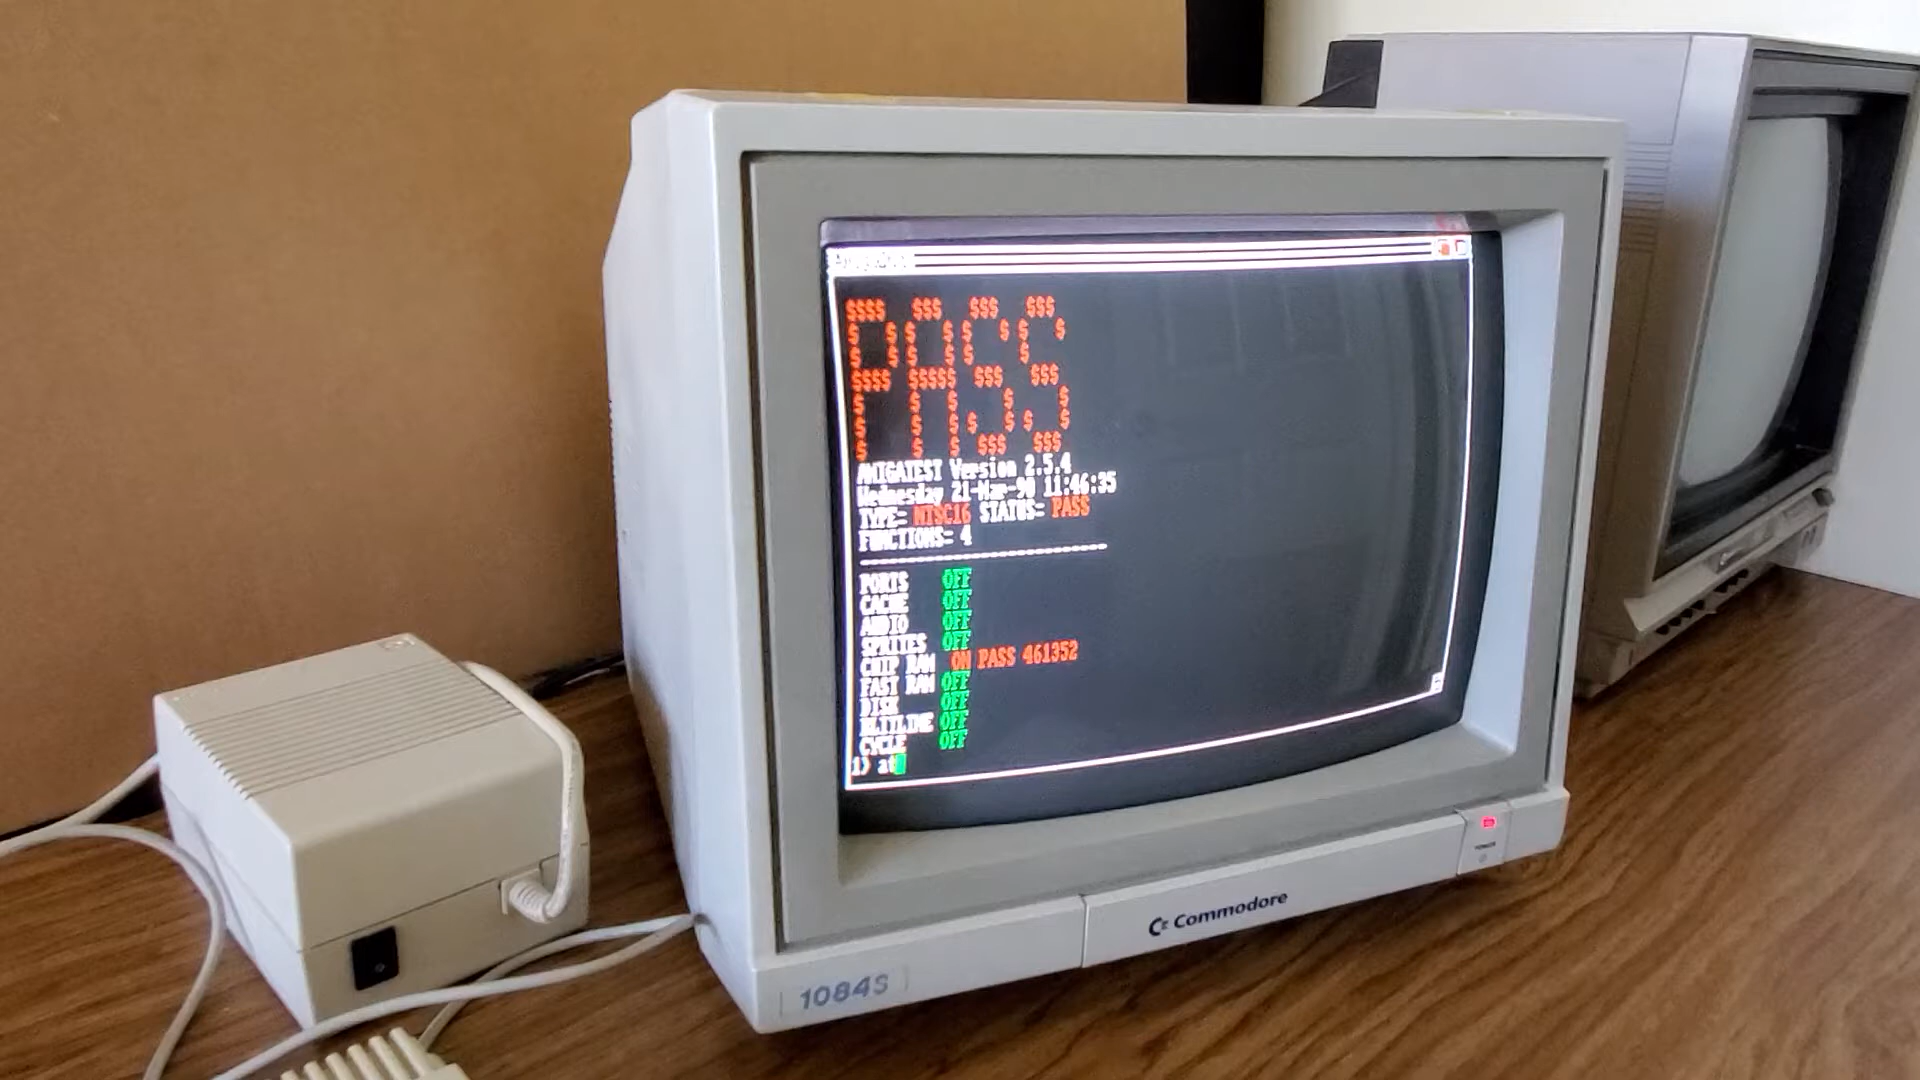 PASS
AMIGATEST Version 2.5.4
Wednesday 21-Mar-90 11:46:35
TYPE= NTSC16 STATUS= PASS
FUNCTIONS= 4
PORTS OFF
CACHE OFF
AUDIO OFF
SPRITES OFF
CHIP RAM ON PASS 461352
FAST RAM OFF
DISK OFF
BLITLINE OFF
CYCLE OFF
1) at
POWER
Commodore
1084S